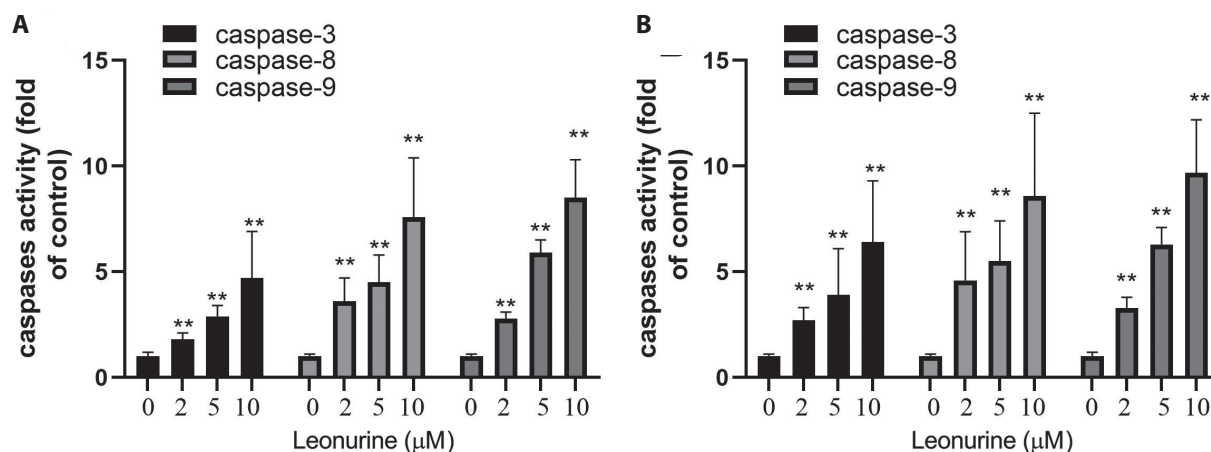 A
caspase-3
caspase-8
caspase-9
caspases activity (fold
of control)
15
10
5
0
**
**
**
**
**
**
**
**
**
0 2 5 10 0 2 5 10 0 2 5 10
Leonurine (μM)
B
caspase-3
caspase-8
caspase-9
caspases activity (fold
of control)
15
10
5
0
**
**
**
**
**
**
**
**
**
0 2 5 10 0 2 5 10 0 2 5 10
Leonurine (μM)